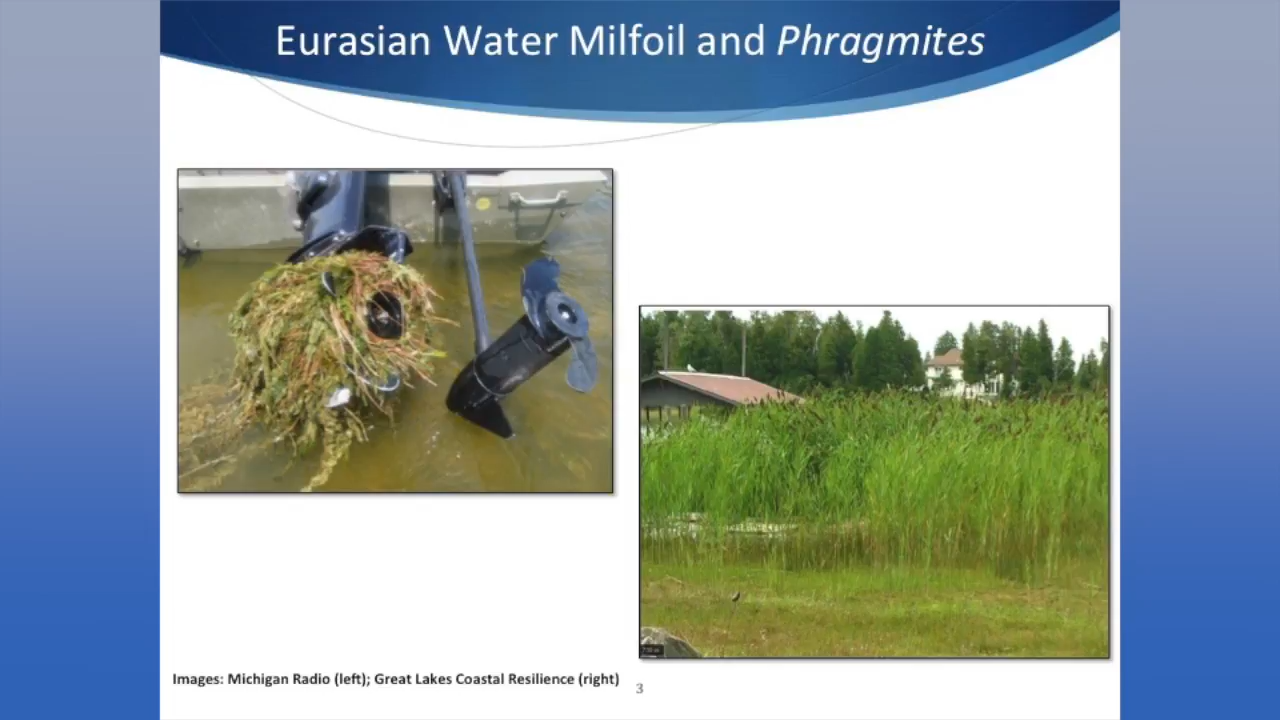 Eurasian Water Milfoil and Phragmites
Images: Michigan Radio (left); Great Lakes Coastal Resilience (right)
3